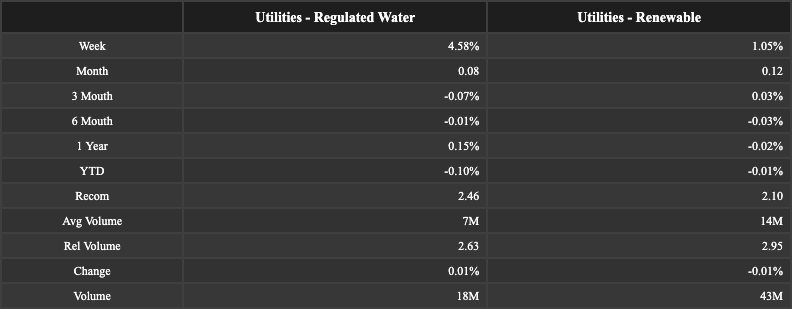 Utilities - Regulated Water Utilities - Renewable
Week 4.58% 1.05%
Month 0.08 0.12
3 Mouth -0.07% 0.03%
6 Mouth -0.01% -0.03%
1 Year 0.15% -0.02%
YTD -0.10% -0.01%
Recom 2.46 2.10
Avg Volume 7M 14M
Rel Volume 2.63 2.95
Change 0.01% -0.01%
Volume 18M 43M